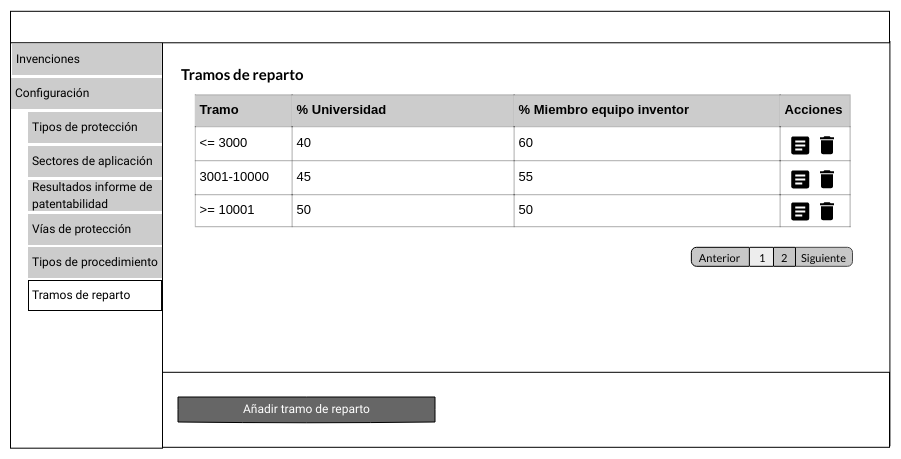 Invenciones
Configuración
Tipos de protección
Sectores de aplicación
Resultados informe de
patentabilidad
Vías de protección
Tipos de procedimiento
Tramos de reparto
Tramos de reparto
Tramo % Universidad % Miembro equipo inventor Acciones
<= 3000 40 60
3001-10000 45 55
>= 10001 50 50
Anterior 1 2 Siguiente
Añadir tramo de reparto